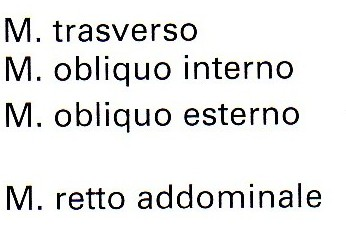 M. trasverso
M. obliquo interno
M. obliquo esterno
M. retto addominale